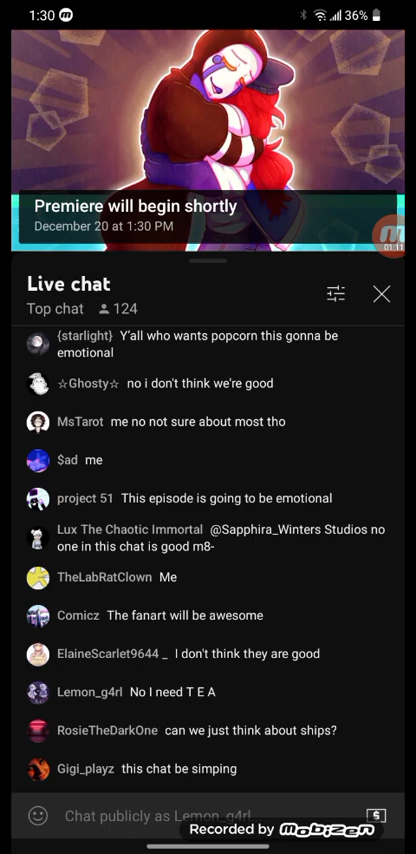 1:30
36%
Premiere will begin shortly
December 20 at 1:30 PM
01:11
Live chat
Top chat 124
{starlight} Y'all who wants popcorn this gonna be
emotional
☆Ghosty☆ no i don't think we're good
MsTarot me no not sure about most tho
$ad me
project 51 This episode is going to be emotional
Lux The Chaotic Immortal @Sapphira_Winters Studios no
one in this chat is good m8-
TheLabRatClown Me
Comicz The fanart will be awesome
ElaineScarlet9644 _ I don't think they are good
Lemon_g4rl No I need T E A
RosieTheDarkOne can we just think about ships?
Gigi_playz this chat be simping
Chat publicly as Lemon_g4rl...
Recorded by mobizen